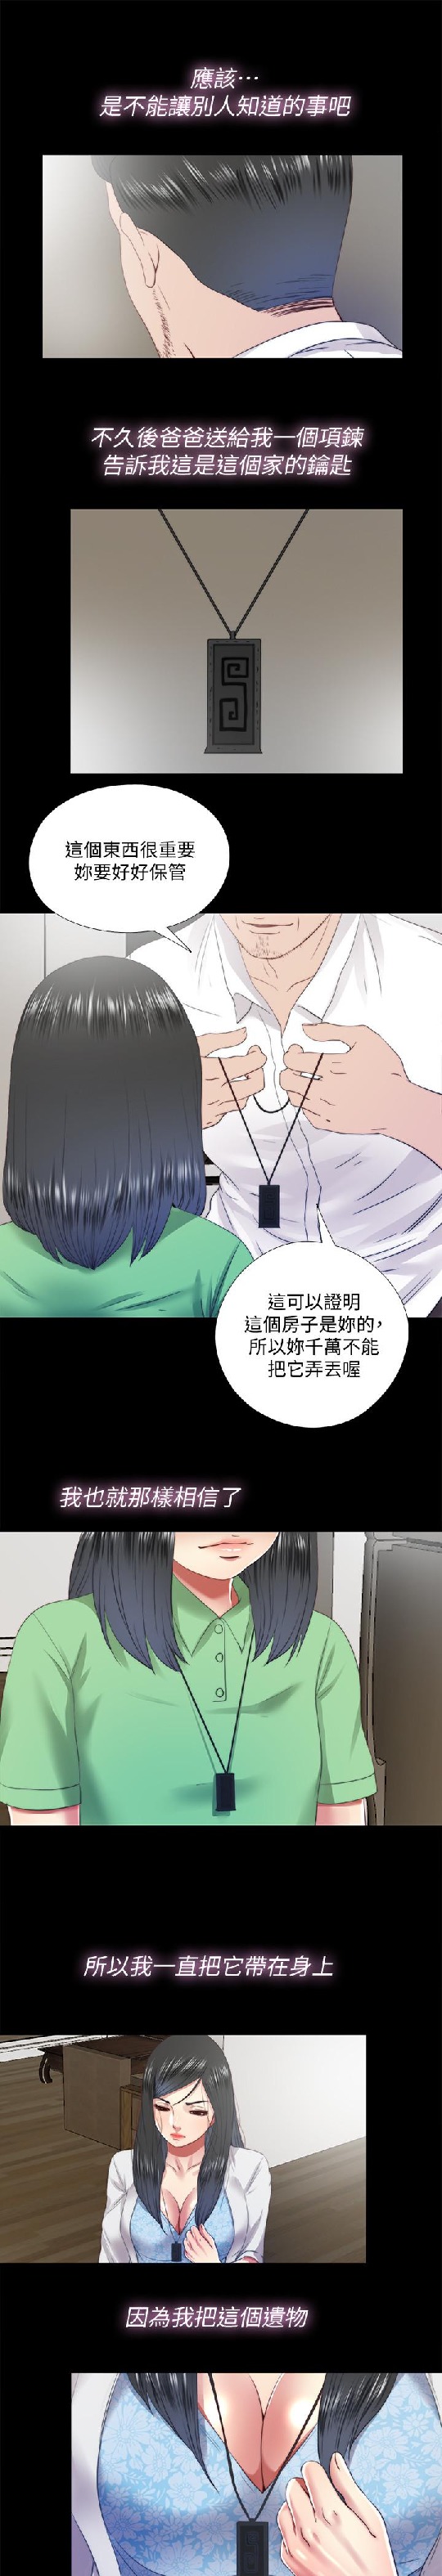 應該…
是不能讓別人知道的事吧
不久後爸爸送給我一個項鍊
告訴我這是這個家的鑰匙
這個東西很重要
妳要好好保管
這可以證明
這個房子是妳的,
所以妳千萬不能
把它弄丟喔
我也就那樣相信了
所以我一直把它帶在身上
因為我把這個遺物